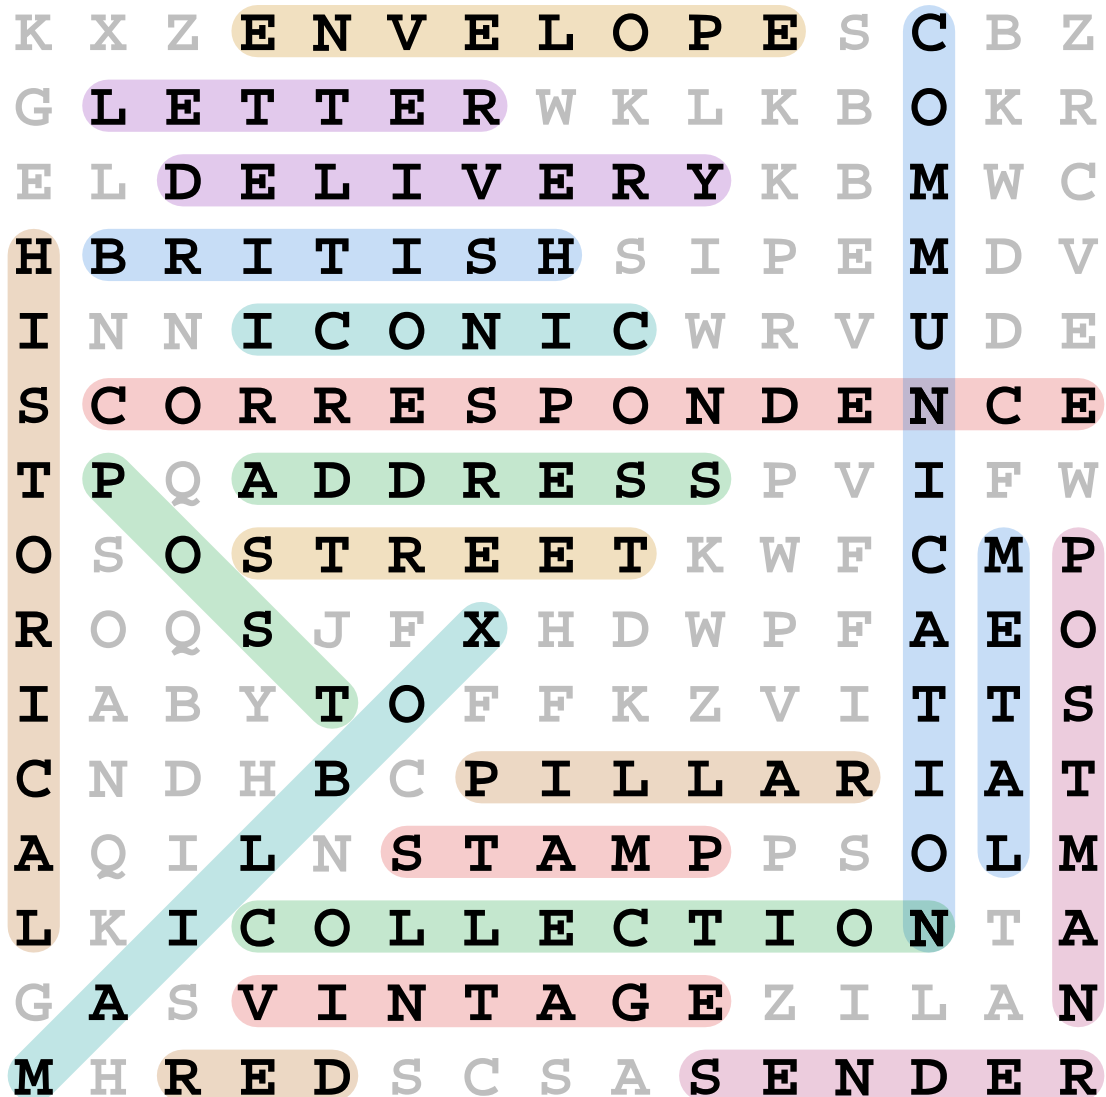 K X Z E N V E L O P E S C B Z
G L E T T E R W K L K B O K R
E L D E L I V E R Y K B M W C
H B R I T I S H S I P E M D V
I N N I C O N I C W R V U D E
S C O R R E S P O N D E N C E
T P Q A D D R E S S P V I F W
O S O S T R E E T K W F C M P
R O Q S J F X H D W P F A E O
I A B Y T O F F K Z V I T T S
C N D H B C P I L L A R I A T
A Q I L N S T A M P P S O L M
L K I C O L L E C T I O N T A
G A S V I N T A G E Z I L A N
M H R E D S C S A S E N D E R